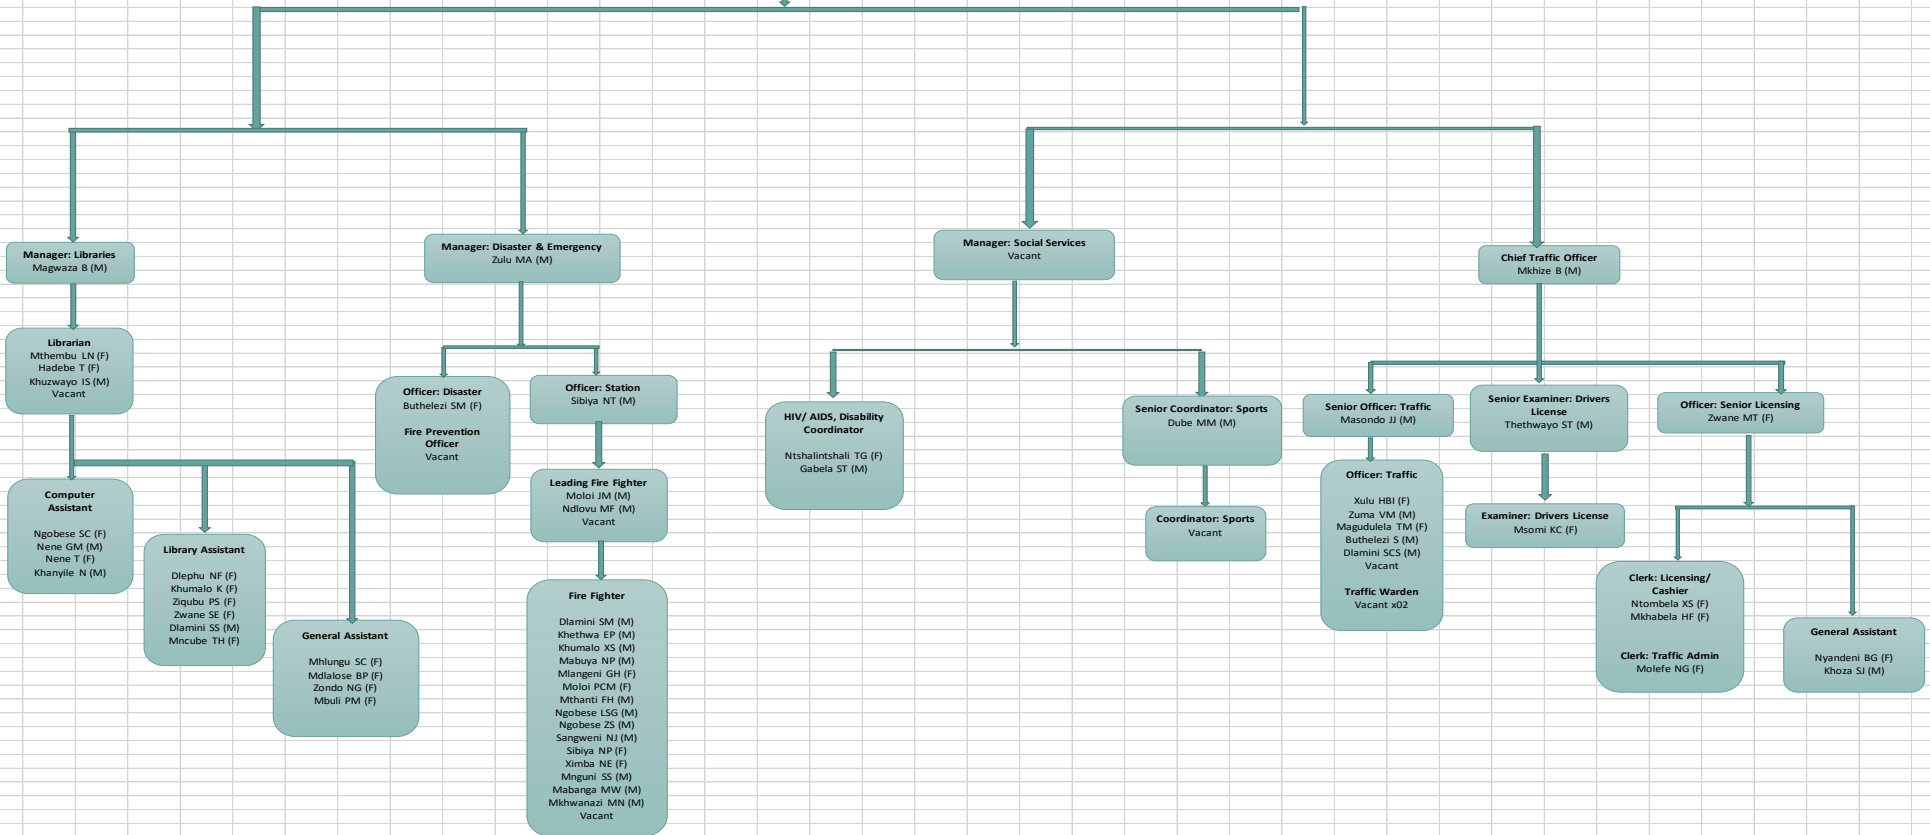 Manager: Libraries
Magwaza B (M)
Manager: Disaster & Emergency
Zulu MA (M)
Manager: Social Services
Vacant
Chief Traffic Officer
Mkhize B (M)
Librarian
Mthembu LN (F)
Hadebe T (F)
Khuzwayo IS (M)
Vacant
Officer: Disaster
Buthelezi SM (F)
Fire Prevention
Officer
Vacant
Officer: Station
Sibiya NT (M)
HIV/ AIDS, Disability
Coordinator
Ntshalintshali TG (F)
Gabela ST (M)
Senior Coordinator: Sports
Dube MM (M)
Senior Officer: Traffic
Masondo JJ (M)
Senior Examiner: Drivers
License
Thethwayo ST (M)
Officer: Senior Licensing
Zwane MT (F)
Computer
Assistant
Ngobese SC (F)
Nene GM (M)
Nene T (F)
Khanyile N (M)
Library Assistant
Dlephu NF (F)
Khumalo K (F)
Ziqubu PS (F)
Zwane SE (F)
Dlamini SS (M)
Mncube TH (F)
General Assistant
Mhlungu SC (F)
Mdlalose BP (F)
Zondo NG (F)
Mbuli PM (F)
Leading Fire Fighter
Moloi JM (M)
Ndlovu MF (M)
Vacant
Fire Fighter
Dlamini SM (M)
Khethwa EP (M)
Khumalo XS (M)
Mabuya NP (M)
Mlangeni GH (F)
Moloi PCM (F)
Mthanti FH (M)
Ngobese LSG (M)
Ngobese ZS (M)
Sangweni NJ (M)
Sibiya NP (F)
Ximba NE (F)
Mnguni SS (M)
Mabanga MW (M)
Mkhwanazi MN (M)
Vacant
Coordinator: Sports
Vacant
Officer: Traffic
Xulu HBI (F)
Zuma VM (M)
Magudulela TM (F)
Buthelezi S (M)
Dlamini SCS (M)
Vacant
Traffic Warden
Vacant x02
Examiner: Drivers License
Msomi KC (F)
Clerk: Licensing/
Cashier
Ntombela XS (F)
Mkhabela HF (F)
Clerk: Traffic Admin
Molefe NG (F)
General Assistant
Nyandeni BG (F)
Khoza SJ (M)